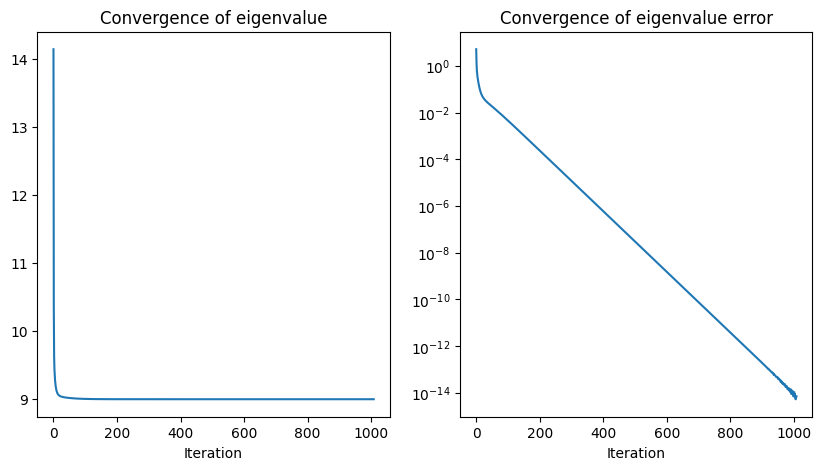 Convergence of eigenvalue
14
13
12
11
10
9
0 200 400 600 800 1000
Iteration
Convergence of eigenvalue error
10⁰
10⁻²
10⁻⁴
10⁻⁶
10⁻⁸
10⁻¹⁰
10⁻¹²
10⁻¹⁴
0 200 400 600 800 1000
Iteration